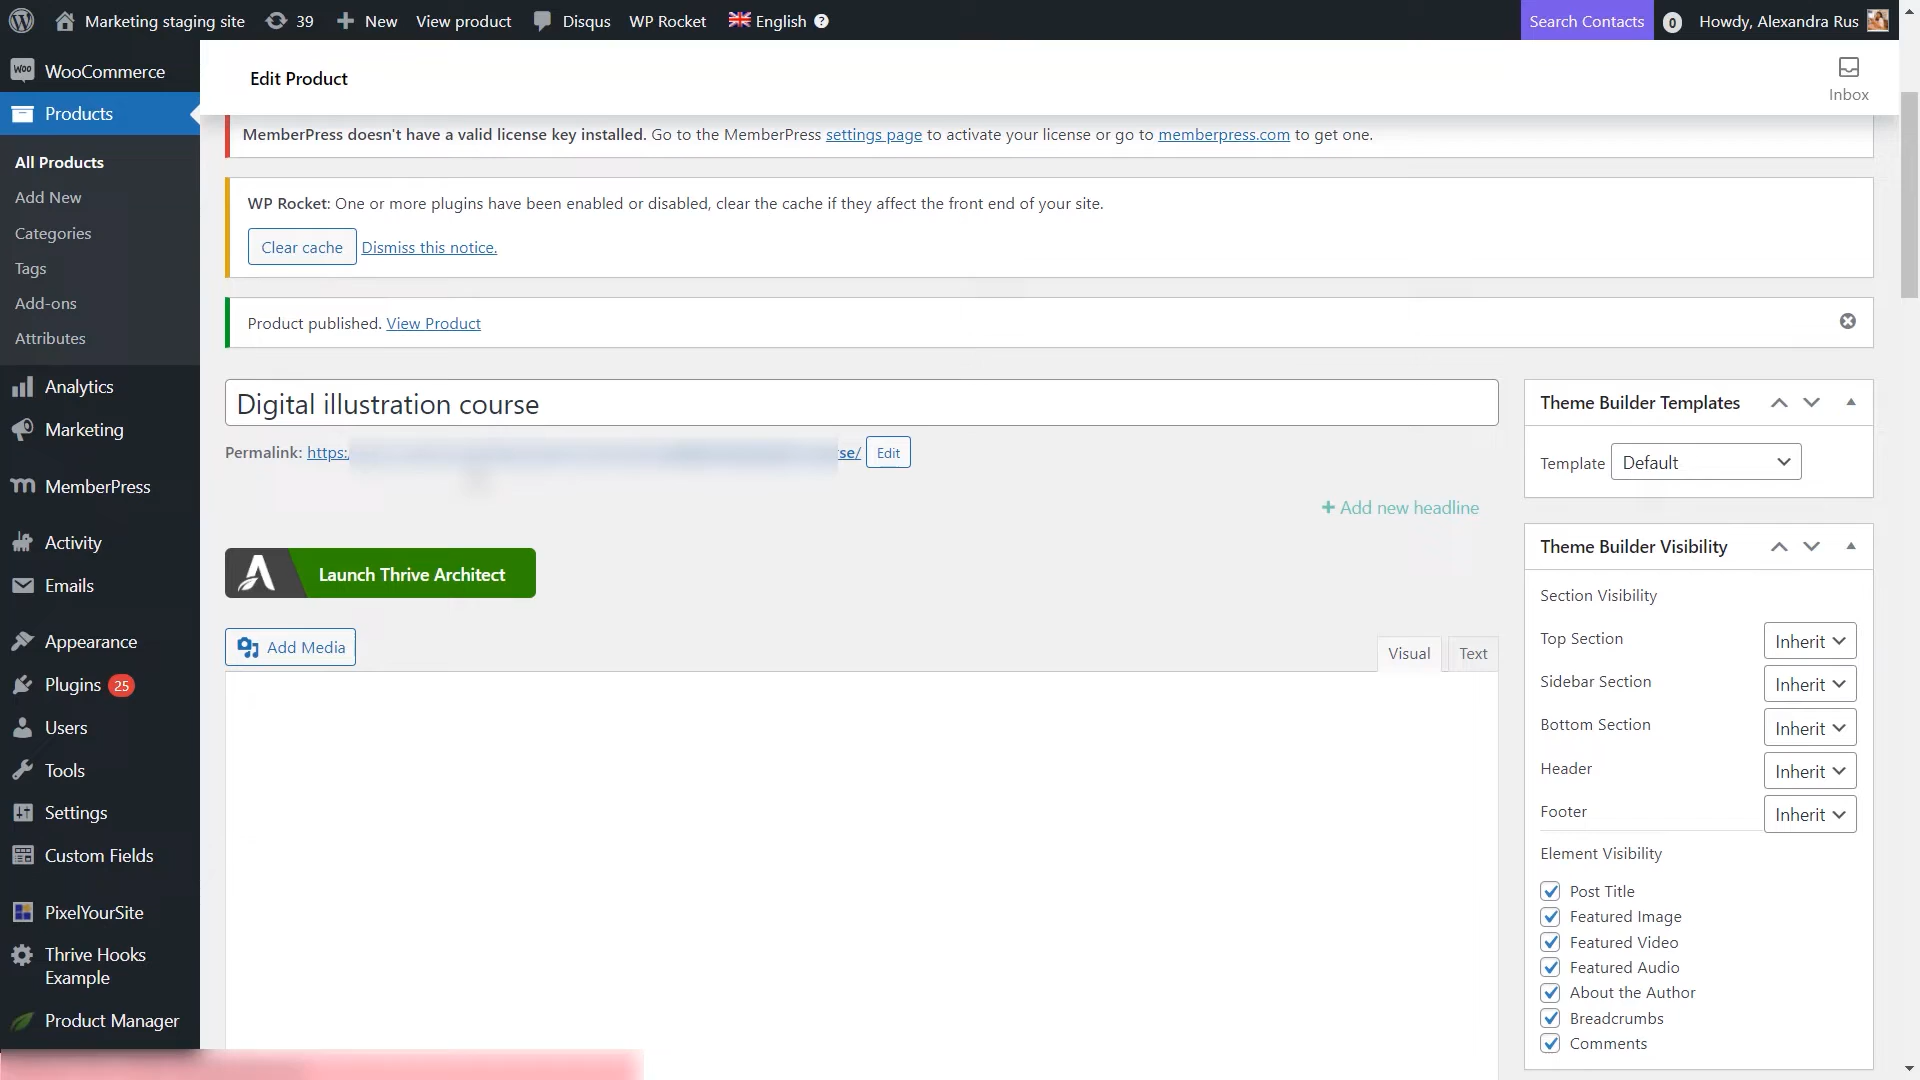 Marketing staging site 39 New View product Disqus WP Rocket English ? Search Contacts 0 Howdy, Alexandra Rus
WOO WooCommerce
Products
All Products
Add New
Categories
Tags
Add-ons
Attributes
Analytics
Marketing
MemberPress
Activity
Emails
Appearance
Plugins 25
Users
Tools
Settings
Custom Fields
PixelYourSite
Thrive Hooks
Example
Product Manager
Edit Product
Inbox
MemberPress doesn't have a valid license key installed. Go to the MemberPress settings page to activate your license or go to memberpress.com to get one.
WP Rocket: One or more plugins have been enabled or disabled, clear the cache if they affect the front end of your site.
Clear cache Dismiss this notice.
Product published. View Product
Digital illustration course
Permalink: https:/ se/ Edit
+ Add new headline
Launch Thrive Architect
Add Media
Visual Text
Theme Builder Templates
Template Default
Theme Builder Visibility
Section Visibility
Top Section Inherit
Sidebar Section Inherit
Bottom Section Inherit
Header Inherit
Footer Inherit
Element Visibility
Post Title
Featured Image
Featured Video
Featured Audio
About the Author
Breadcrumbs
Comments